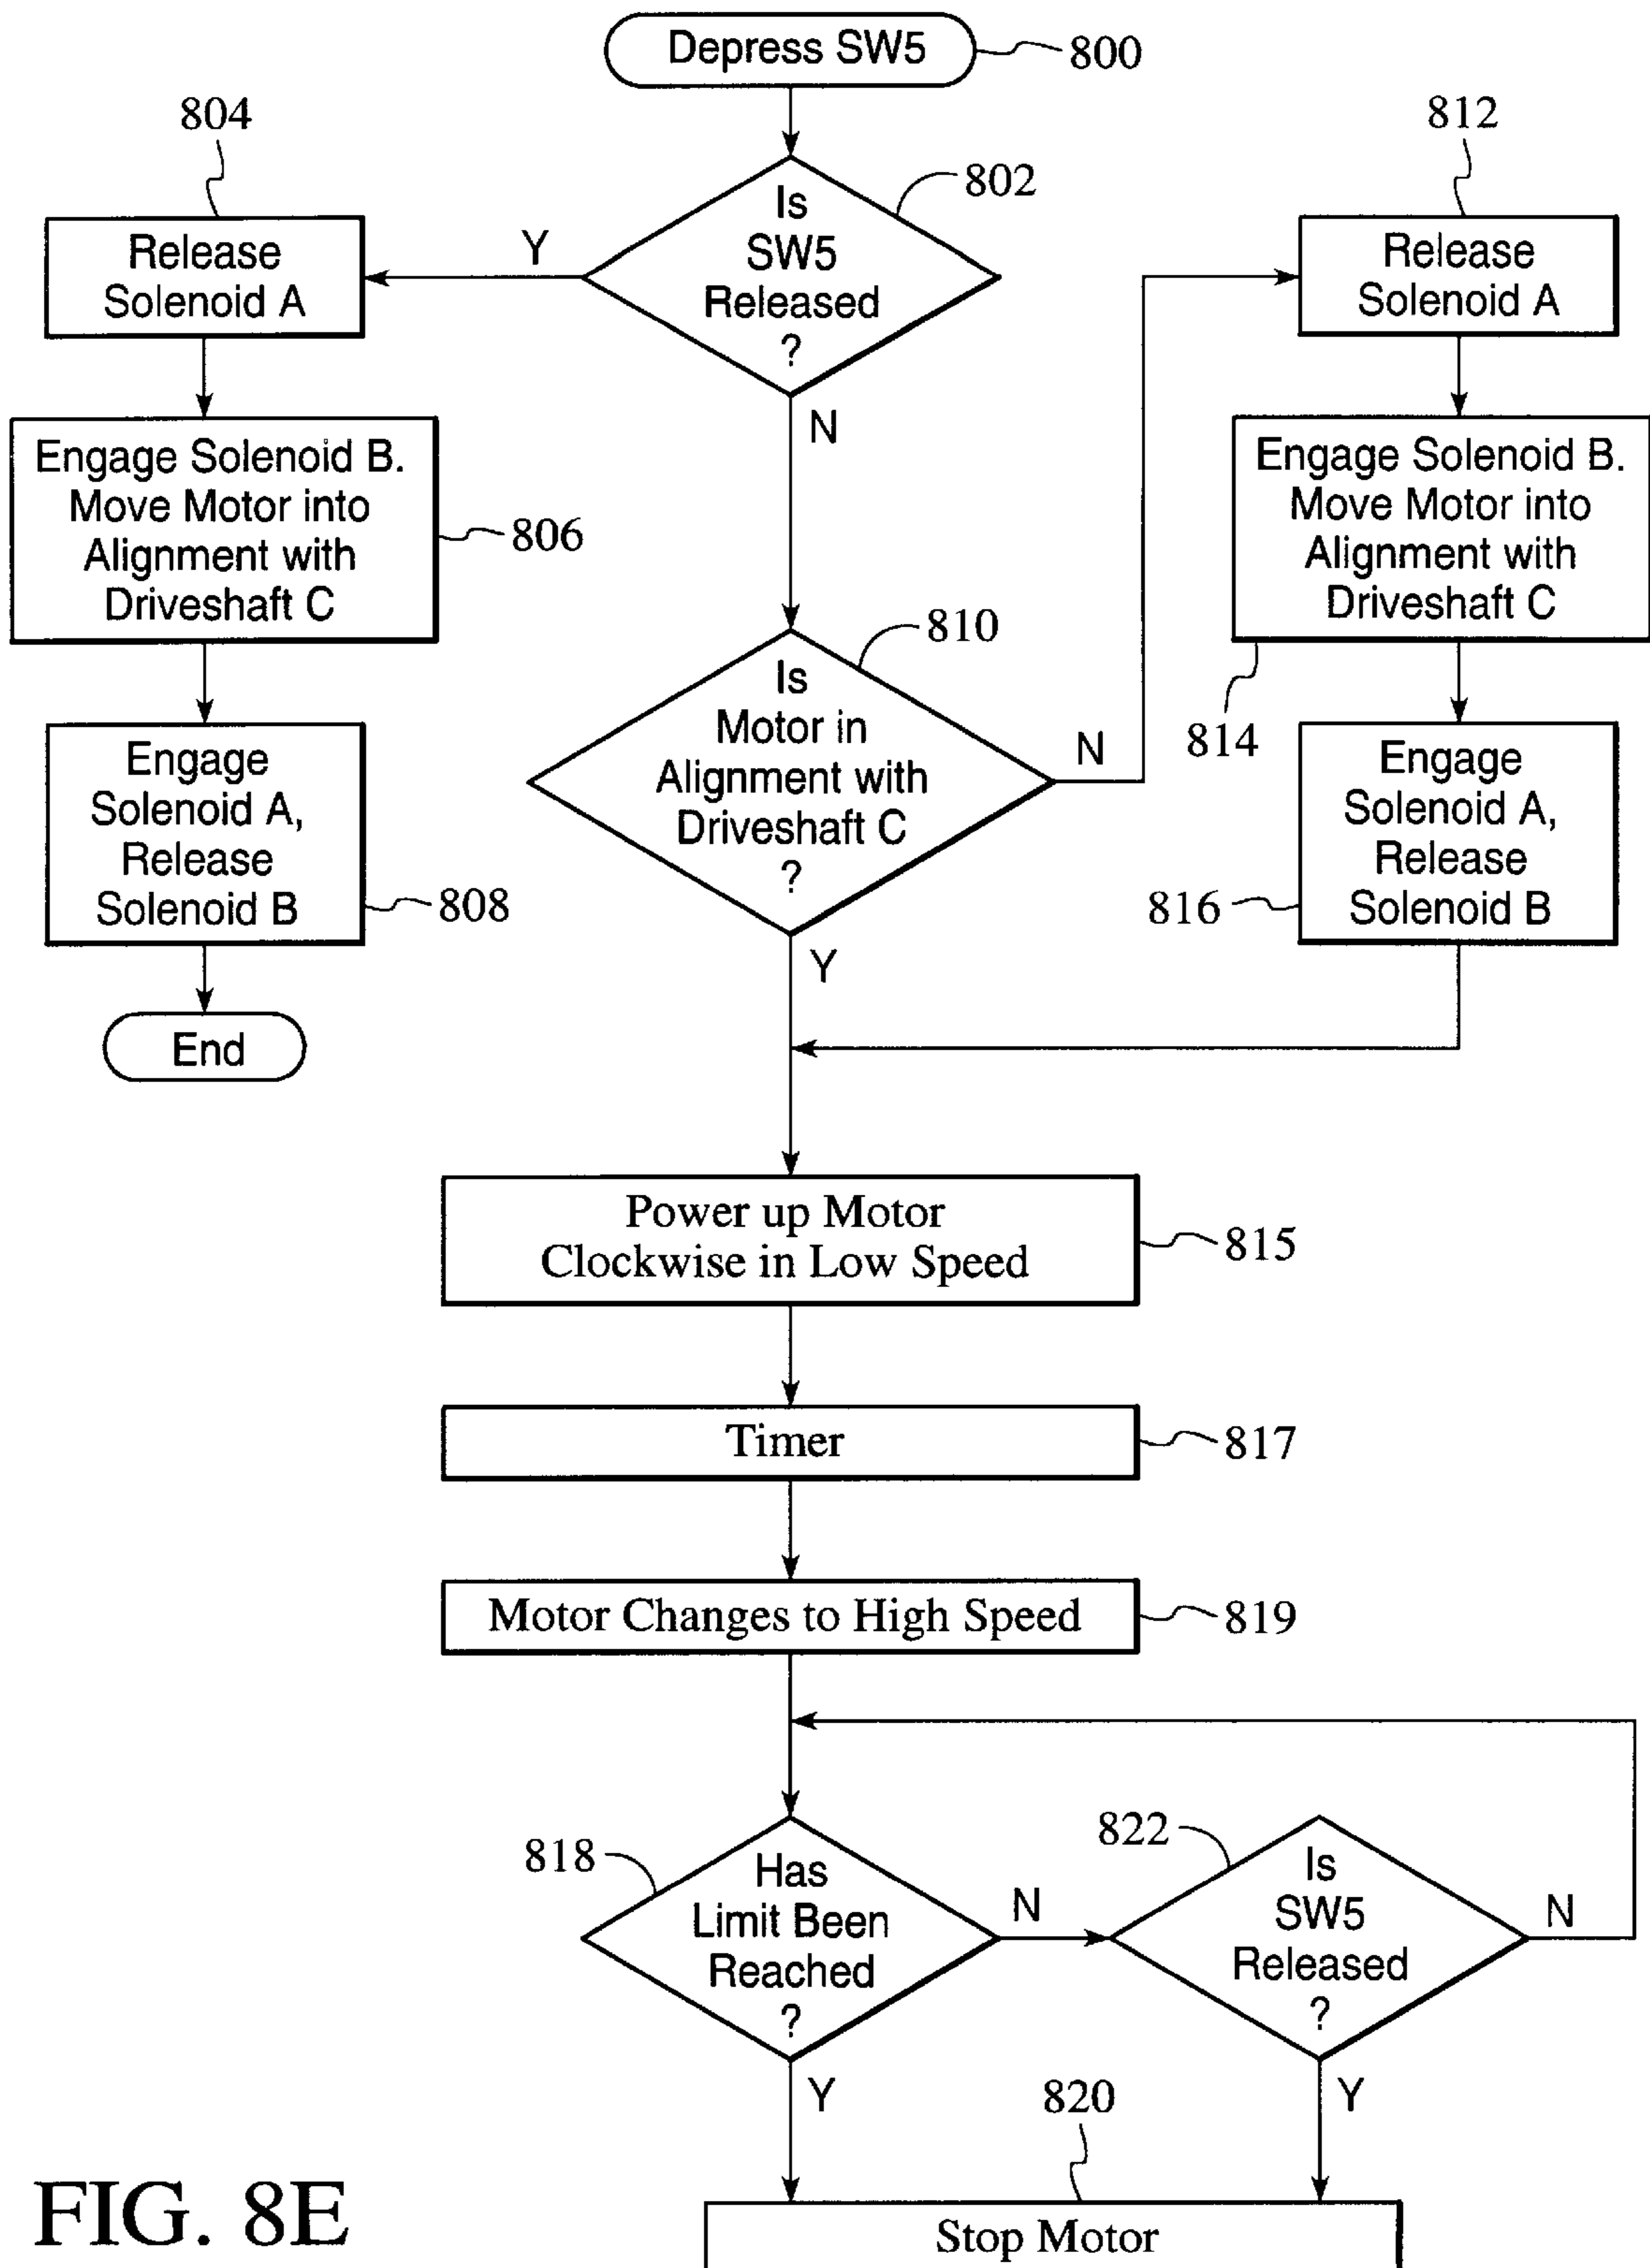 Depress SW5
800
804
812
802
Is
SW5
Released
?
Y
N
Release
Solenoid A
Release
Solenoid A
Engage Solenoid B.
Move Motor into
Alignment with
Driveshaft C
806
Engage Solenoid B.
Move Motor into
Alignment with
Driveshaft C
814
810
Is
Motor in
Alignment with
Driveshaft C
?
N
Y
Engage
Solenoid A,
Release
Solenoid B
808
Engage
Solenoid A,
Release
Solenoid B
816
End
Power up Motor
Clockwise in Low Speed
815
Timer
817
Motor Changes to High Speed
819
818
Has
Limit Been
Reached
?
N
Y
822
Is
SW5
Released
?
N
Y
820
Stop Motor
FIG. 8E